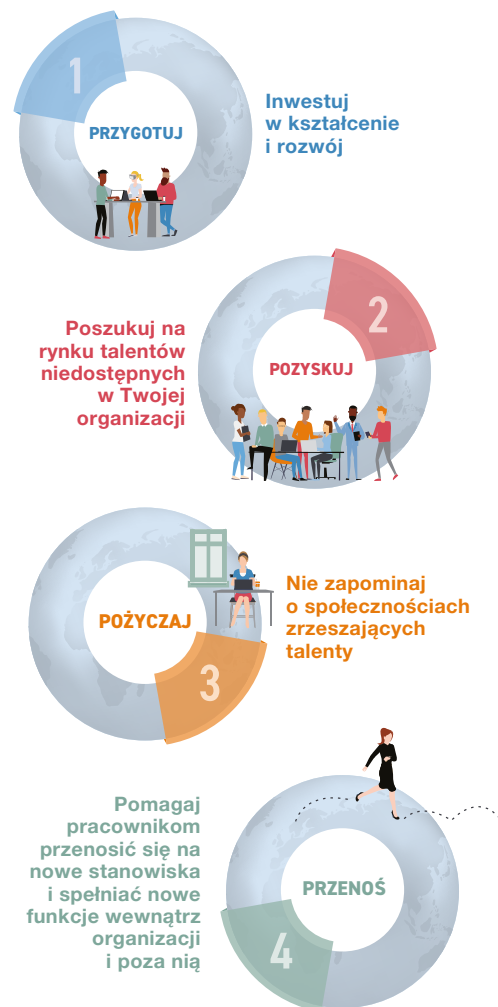 1
PRZYGOTUJ
Inwestuj
w kształcenie
i rozwój
2
POZYSKUJ
Poszukuj na
rynku talentów
niedostępnych
w Twojej
organizacji
POŻYCZAJ
3
Nie zapominaj
o społecznościach
zrzeszających
talenty
Pomagaj
pracownikom
przenosić się na
nowe stanowiska
i spełniać nowe
funkcje wewnątrz
organizacji
i poza nią
PRZENOŚ
4